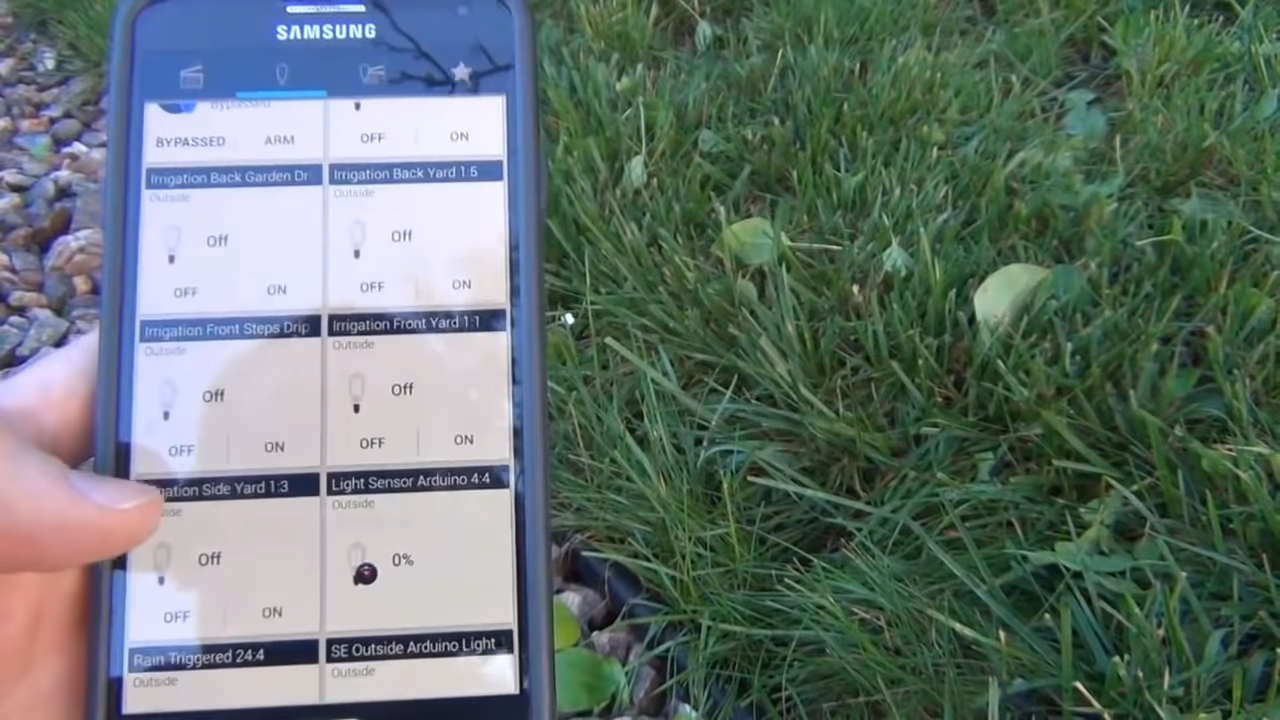 SAMSUNG
Bypassed
BYPASSED ARM
OFF ON
Irrigation Back Garden Dr
Outside
Off
OFF ON
Irrigation Back Yard 1:5
Outside
Off
OFF ON
Irrigation Front Steps Drip
Outside
Off
OFF ON
Irrigation Front Yard 1:1
Outside
Off
OFF ON
gation Side Yard 1:3
side
Off
OFF ON
Light Sensor Arduino 4:4
Outside
0%
Rain Triggered 24:4
Outside
SE Outside Arduino Light
Outside